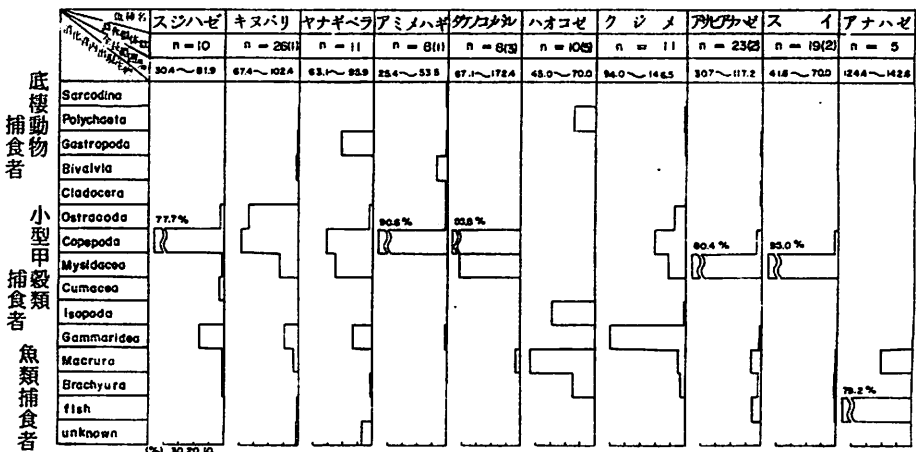 スジハゼ キヌバリ ヤナギベラ アミメハギ タケノコメバル ハオコゼ クジメ アサヒアナハゼ スイ アナハゼ
n=10 n=26(1) n=11 n=8(1) n=8(3) n=10(5) n=11 n=23(2) n=19(2) n=5
30.4～81.9 67.4～102.4 63.1～93.9 25.4～53.5 67.1～172.4 45.0～70.0 94.0～146.5 30.7～117.2 41.8～70.0 124.4～142.6
底棲動物捕食者
Sarcodina
Polychaeta
Gastropoda
Bivalvia
Cladocera
小型甲殻類捕食者
Ostracoda
77.7% 90.6% 93.8%
Copepoda
80.4% 93.0%
Mysidacea
Cumacea
Isopoda
Gammaridea
魚類捕食者
Macrura
Brachyura
79.2%
fish
unknown
(%) 30 20 10